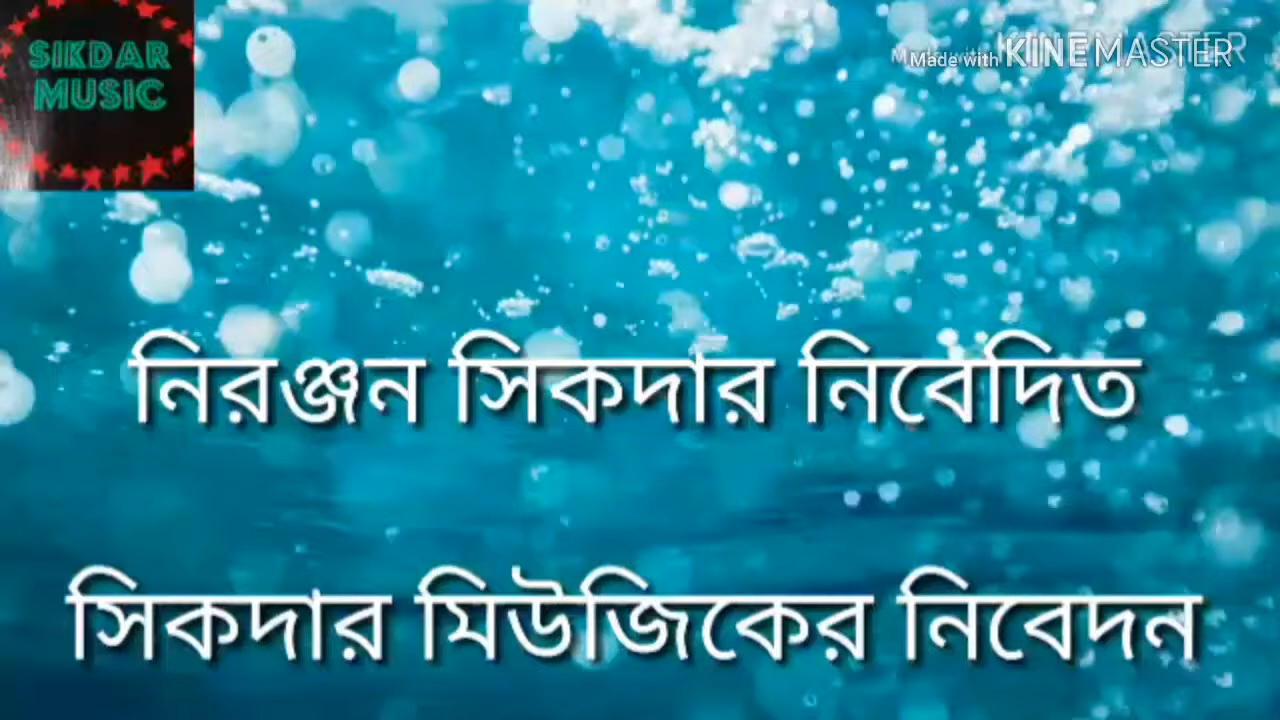 SIKDAR
MUSIC
Made with KINEMASTER
নিরঞ্জন সিকদার নিবেদিত
সিকদার মিউজিকের নিবেদন